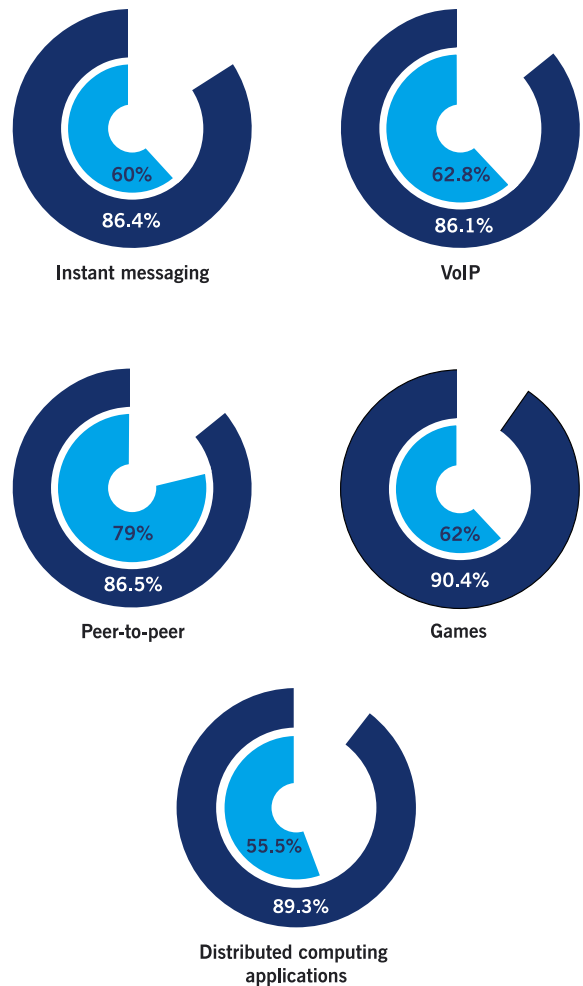 60%
86.4%
Instant messaging
62.8%
86.1%
VoIP
79%
86.5%
Peer-to-peer
62%
90.4%
Games
55.5%
89.3%
Distributed computing
applications